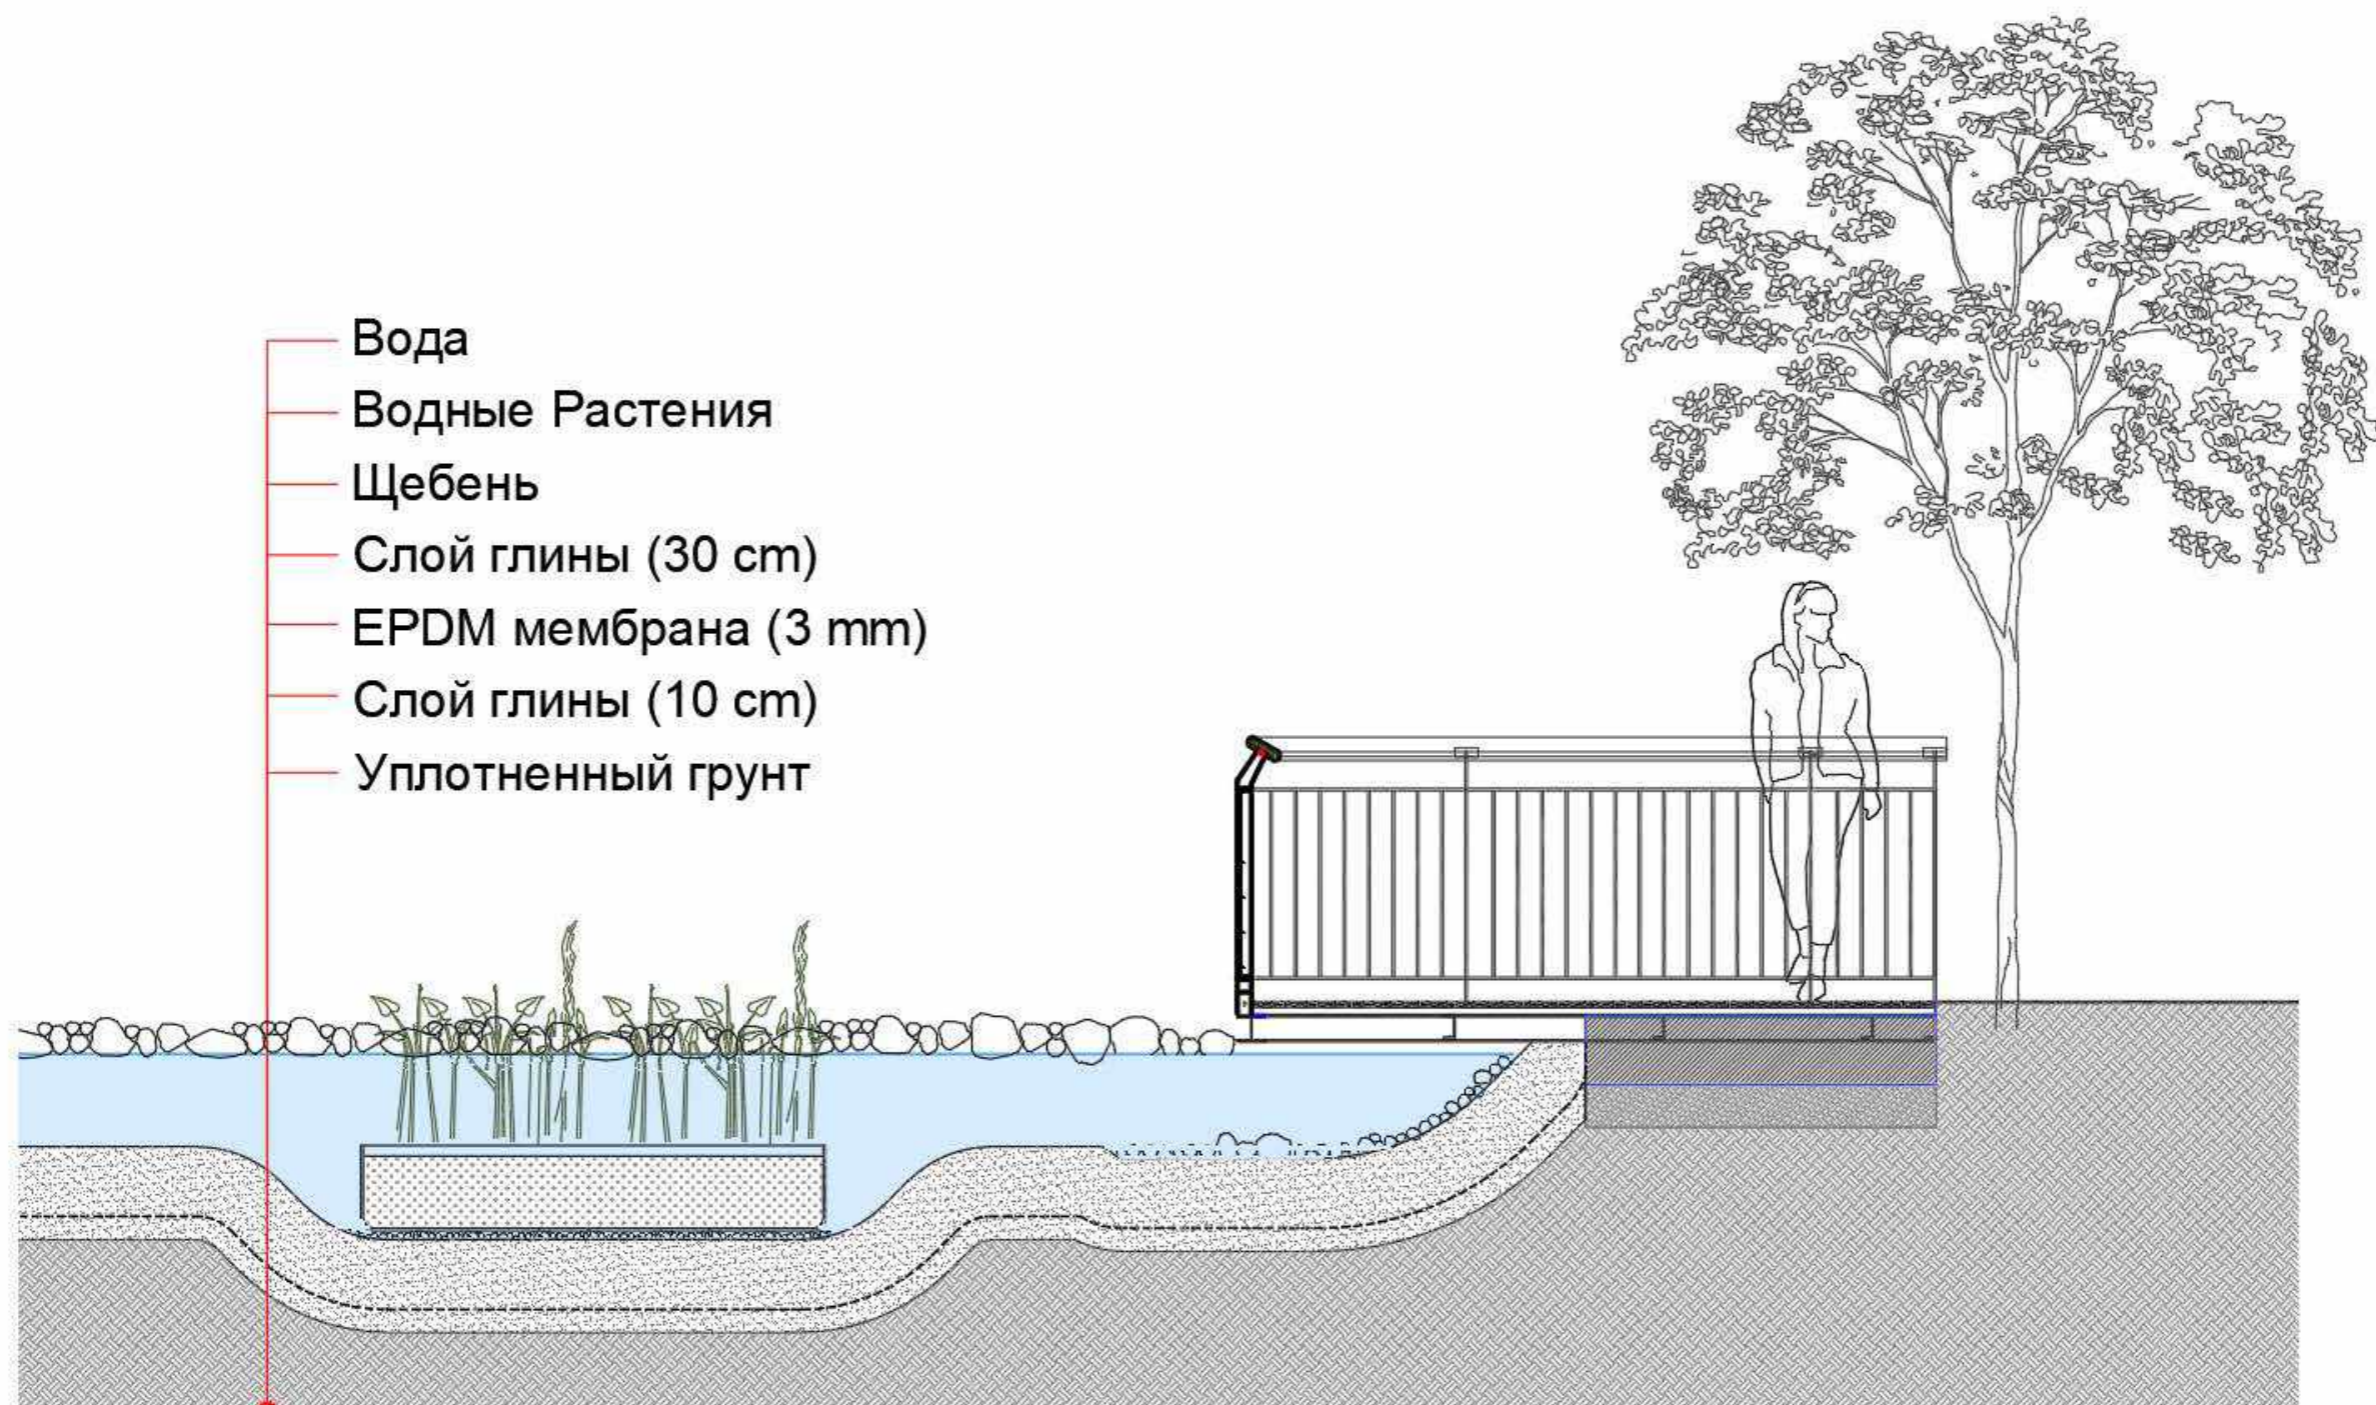 Вода
Водные Растения
Щебень
Слой глины (30 cm)
EPDM мембрана (3 mm)
Слой глины (10 cm)
Уплотненный грунт